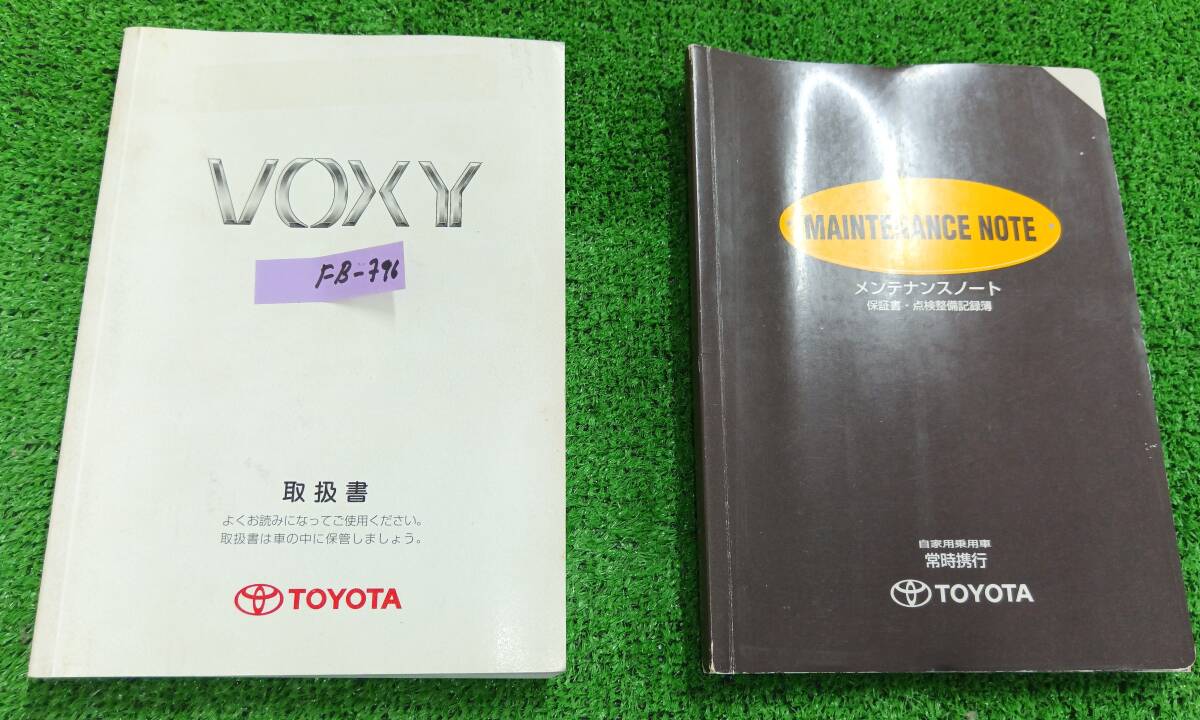 VOXY
FB-796
取扱書
よくお読みになってご使用ください。
取扱書は車の中に保管しましょう。
TOYOTA
MAINTENANCE NOTE
メンテナンスノート
保証書・点検整備記録簿
自家用乗用車
常時携行
TOYOTA